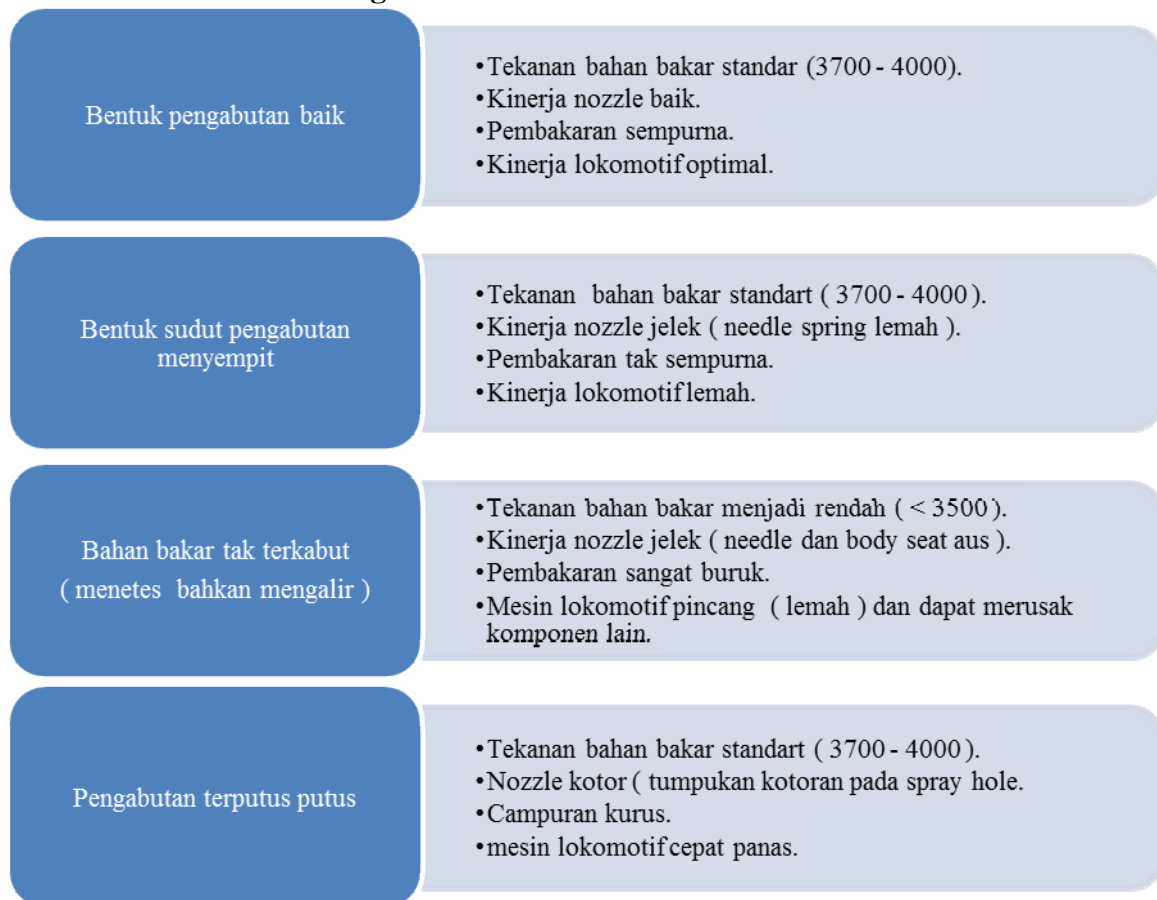 Bentuk pengabutan baik
•Tekanan bahan bakar standar (3700 - 4000).
•Kinerja nozzle baik.
•Pembakaran sempurna.
•Kinerja lokomotif optimal.
Bentuk sudut pengabutan
menyempit
•Tekanan bahan bakar standart ( 3700 - 4000 ).
•Kinerja nozzle jelek ( needle spring lemah ).
•Pembakaran tak sempurna.
•Kinerja lokomotif lemah.
Bahan bakar tak terkabut
( menetes bahkan mengalir )
•Tekanan bahan bakar menjadi rendah ( < 3500 ).
•Kinerja nozzle jelek ( needle dan body seat aus ).
•Pembakaran sangat buruk.
•Mesin lokomotif pincang ( lemah ) dan dapat merusak
komponen lain.
Pengabutan terputus putus
•Tekanan bahan bakar standart ( 3700 - 4000 ).
•Nozzle kotor ( tumpukan kotoran pada spray hole.
•Campuran kurus.
•mesin lokomotif cepat panas.